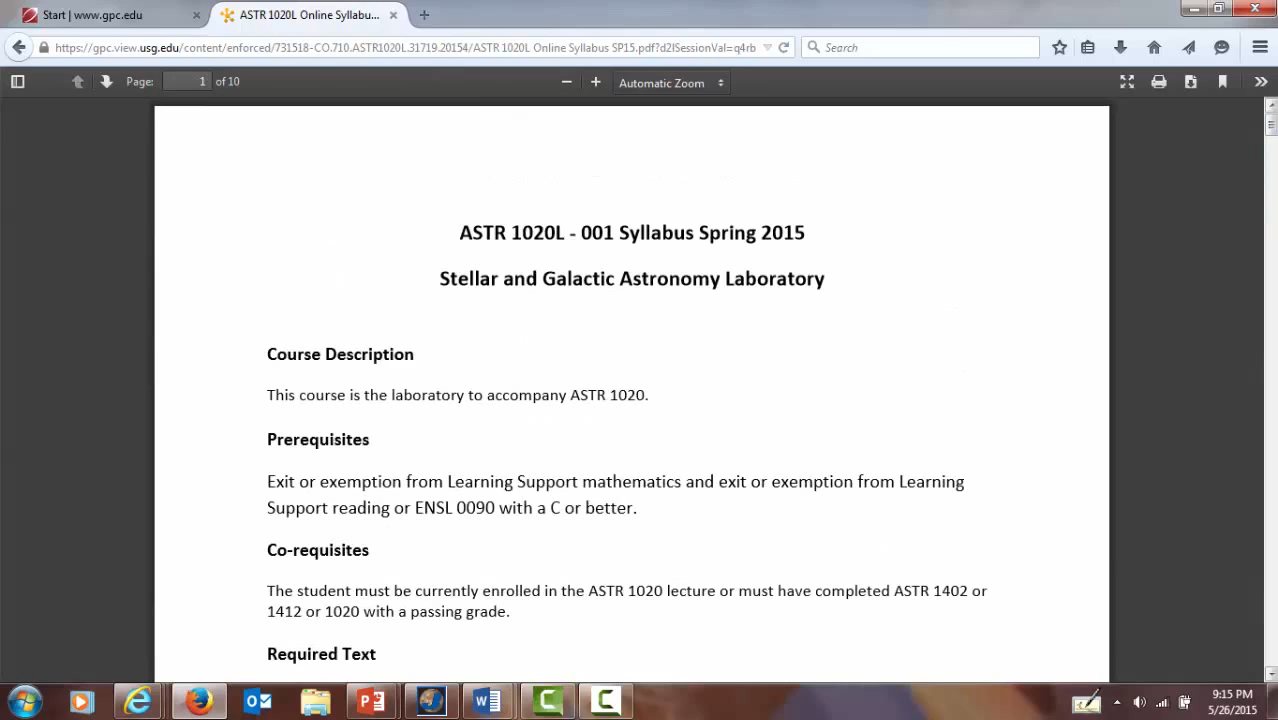 Start | www.gpc.edu
ASTR 1020L Online Syllabu...
https://gpc.view.usg.edu/content/enforced/731518-CO.710.ASTR1020L.31719.20154/ASTR 1020L Online Syllabus SP15.pdf?d2lSessionVal=q4rb
Search
Page: 1 of 10
Automatic Zoom
ASTR 1020L - 001 Syllabus Spring 2015
Stellar and Galactic Astronomy Laboratory
Course Description
This course is the laboratory to accompany ASTR 1020.
Prerequisites
Exit or exemption from Learning Support mathematics and exit or exemption from Learning
Support reading or ENSL 0090 with a C or better.
Co-requisites
The student must be currently enrolled in the ASTR 1020 lecture or must have completed ASTR 1402 or
1412 or 1020 with a passing grade.
Required Text
9:15 PM
5/26/2015